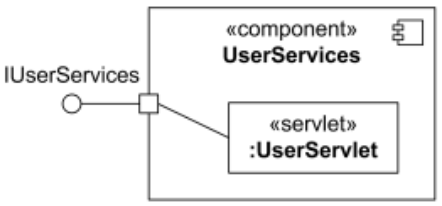 «component»
UserServices
IUserServices
«servlet»
:UserServlet